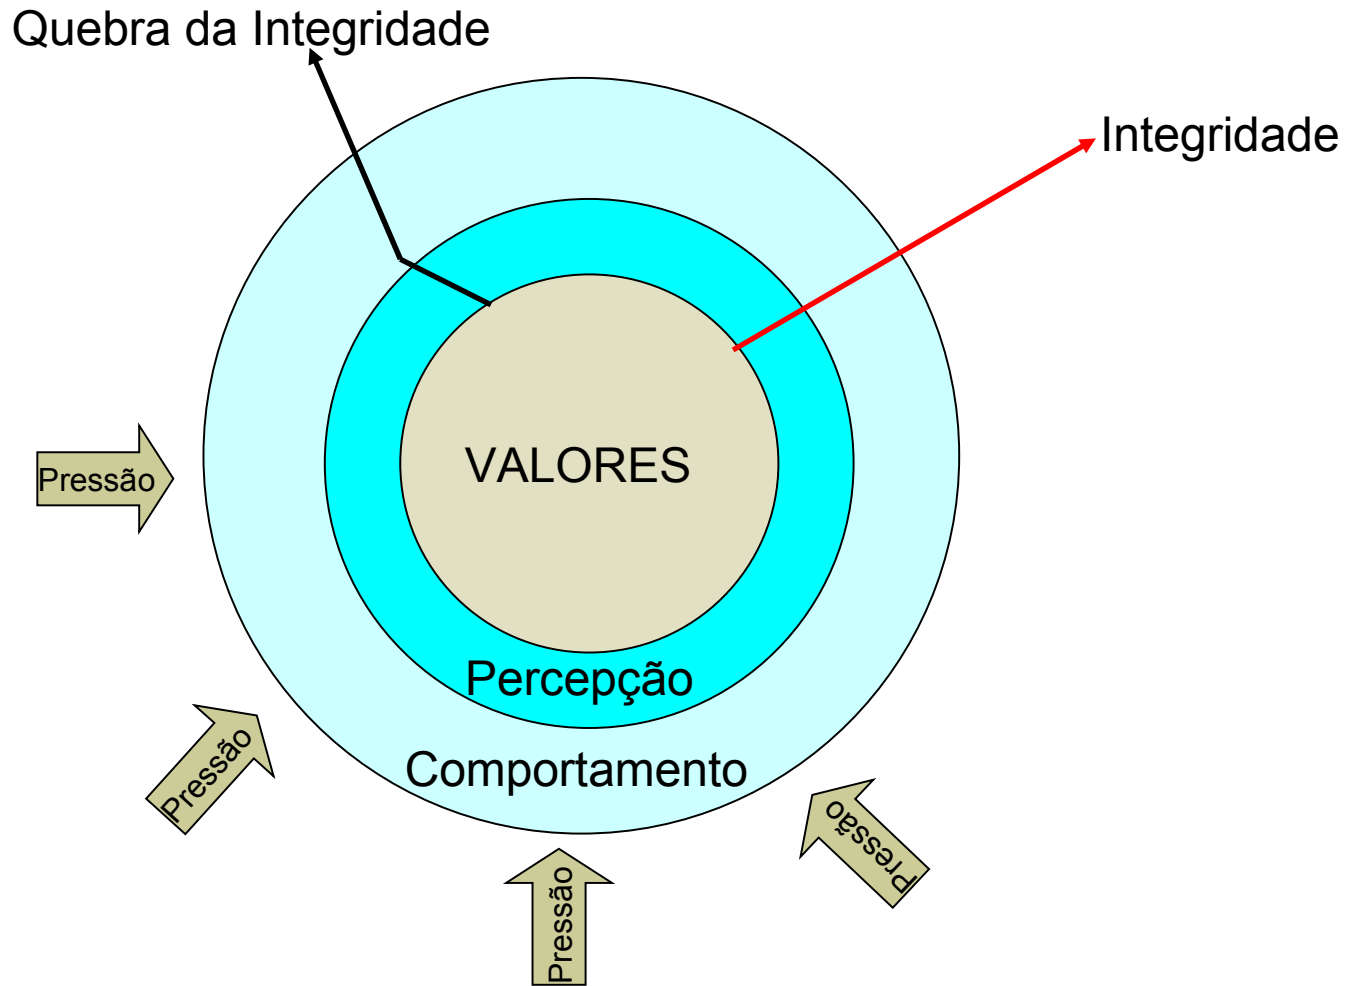 Quebra da Integridade
Integridade
VALORES
Pressão
Percepção
Pressão
Comportamento
Pressão
Pressão